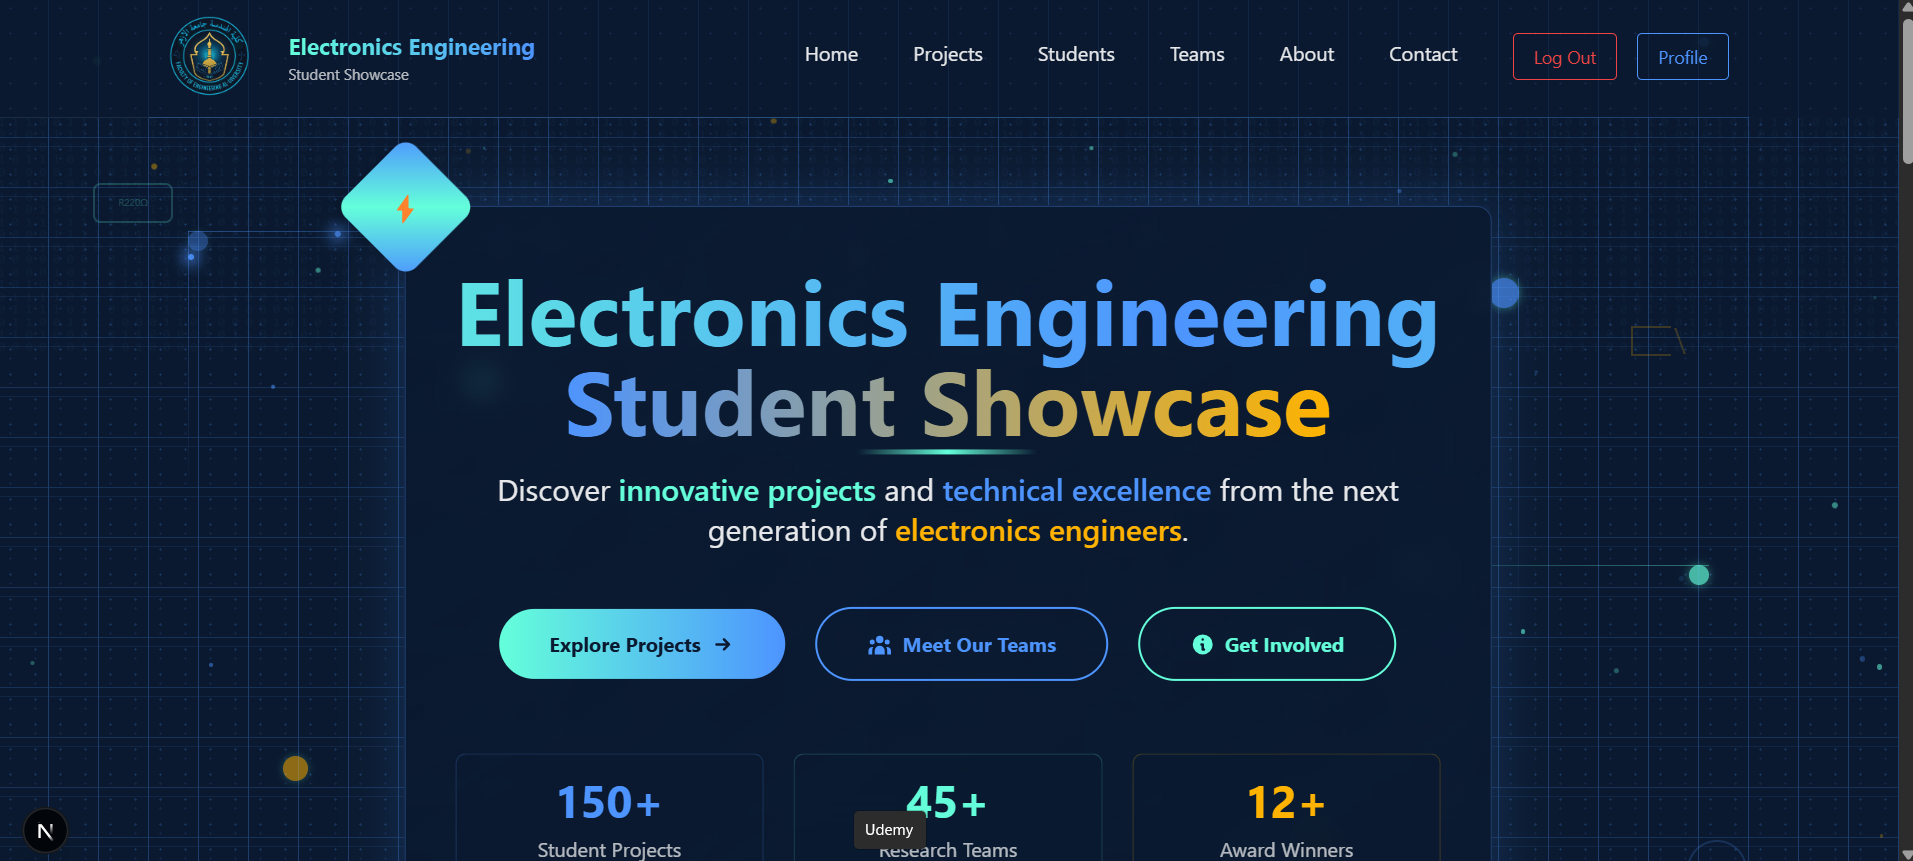 Electronics Engineering
Student Showcase
Home
Projects
Students
Teams
About
Contact
Log Out
Profile
R220Ω
Electronics Engineering
Student Showcase
Discover innovative projects and technical excellence from the next
generation of electronics engineers.
Explore Projects
Meet Our Teams
Get Involved
150+
45+
12+
Udemy
Student Projects
Research Teams
Award Winners
N